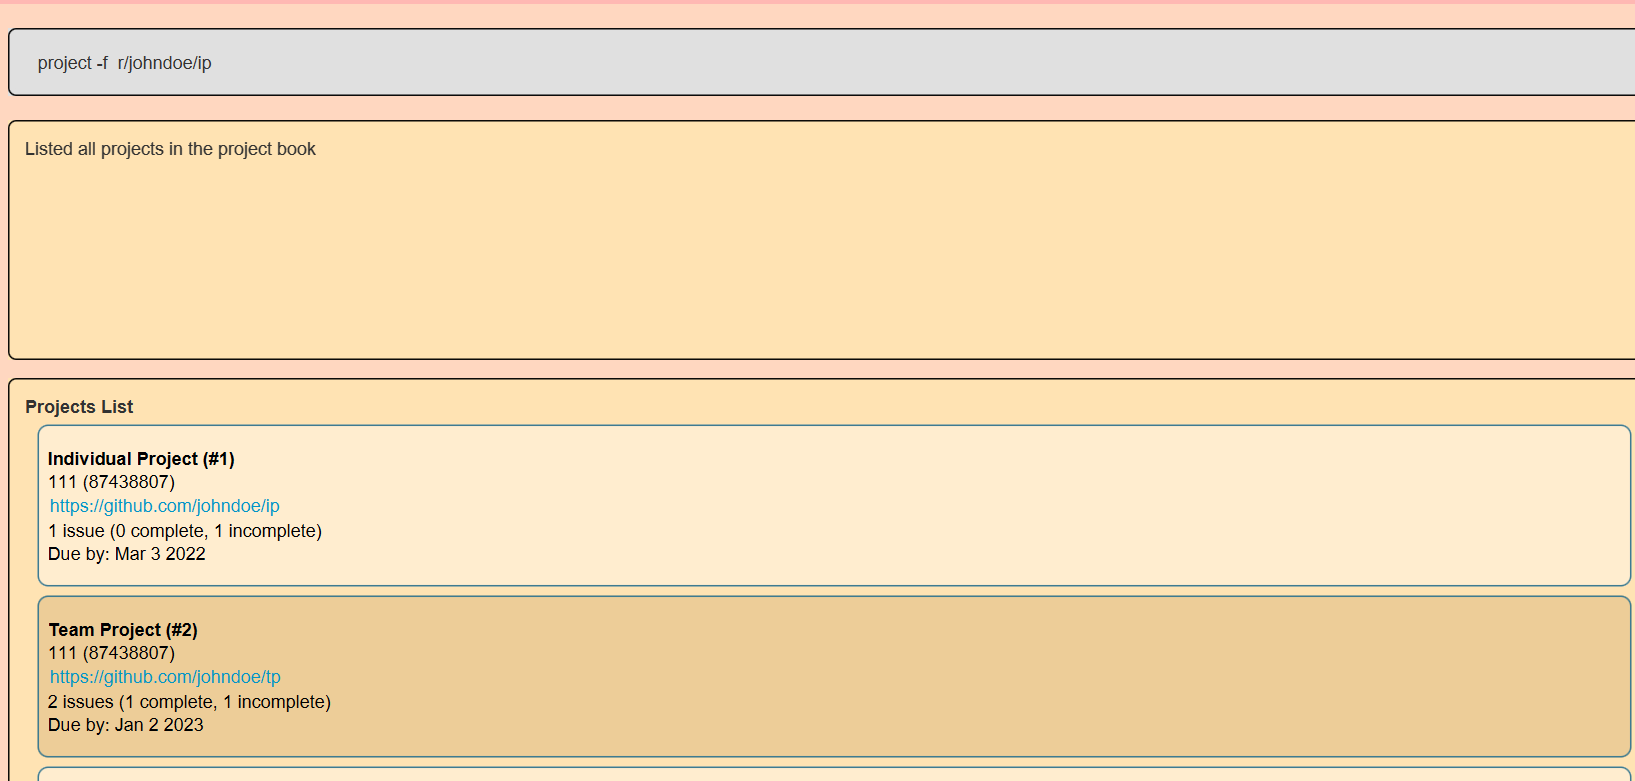 project -f  r/johndoe/ip
Listed all projects in the project book
Projects List
Individual Project (#1)
111 (87438807)
https://github.com/johndoe/ip
1 issue (0 complete, 1 incomplete)
Due by: Mar 3 2022
Team Project (#2)
111 (87438807)
https://github.com/johndoe/tp
2 issues (1 complete, 1 incomplete)
Due by: Jan 2 2023